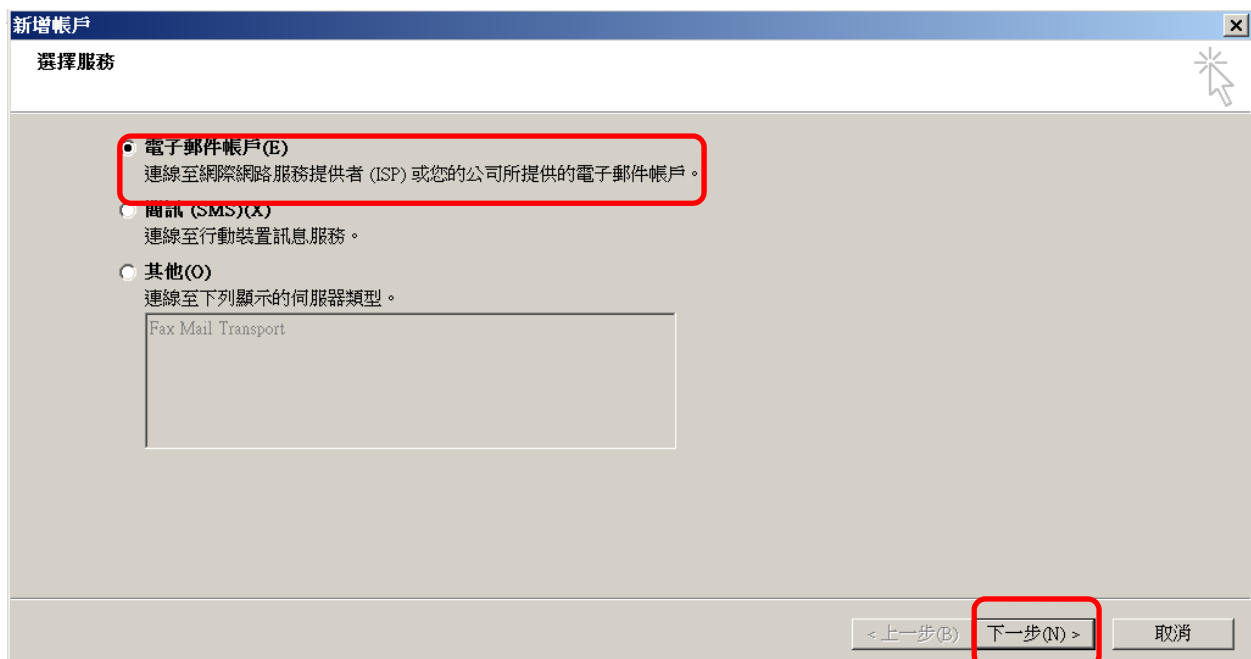 新增帳戶
選擇服務
電子郵件帳戶(E)
連線至網際網路服務提供者 (ISP) 或您的公司所提供的電子郵件帳戶。
簡訊 (SMS)(X)
連線至行動裝置訊息服務。
其他(O)
連線至下列顯示的伺服器類型。
Fax Mail Transport
<上一步(B) 下一步(N) > 取消